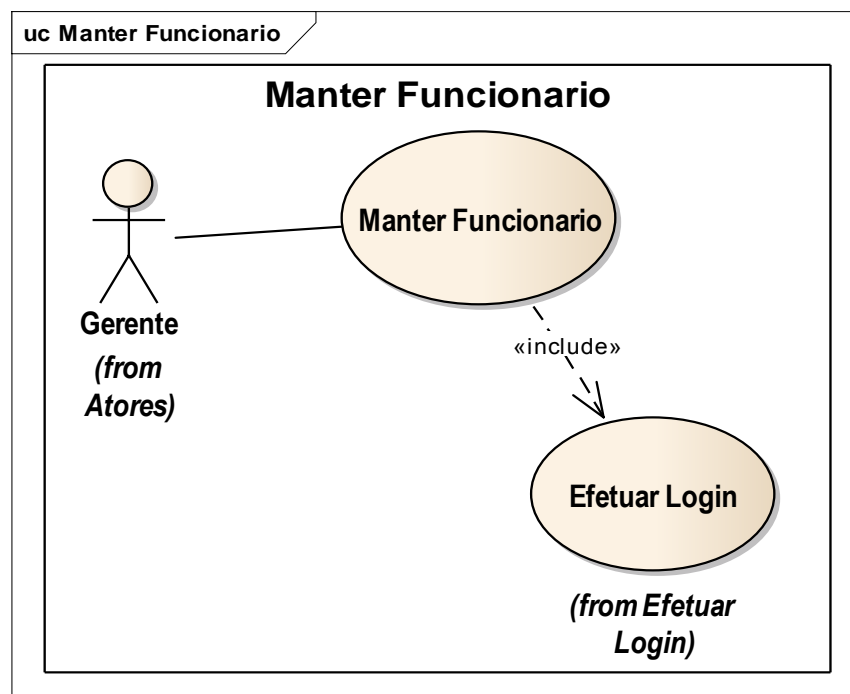 uc Manter Funcionario
Manter Funcionario
Manter Funcionario
Gerente
(from
Atores)
«include»
Efetuar Login
(from Efetuar
Login)